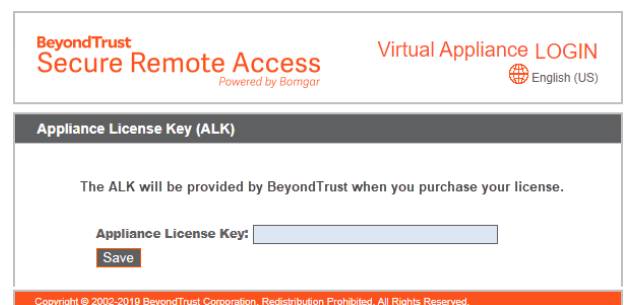 BeyondTrust
Secure Remote Access
Powered by Bomgar
Virtual Appliance LOGIN
English (US)
Appliance License Key (ALK)
The ALK will be provided by BeyondTrust when you purchase your license.
Appliance License Key:
Save
Copyright © 2002-2019 BeyondTrust Corporation. Redistribution Prohibited. All Rights Reserved.